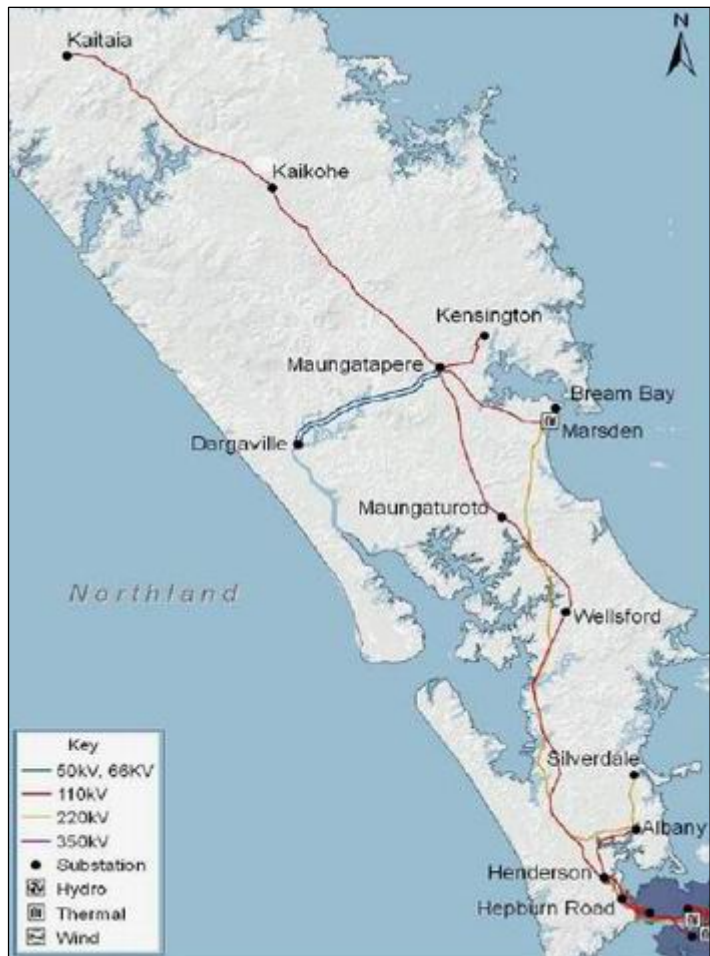 N
Kaitaia
Kaikohe
Kensington
Maungatapere
Bream Bay
Marsden
Dargaville
Maungaturoto
Northland
Wellsford
Key
50kV, 66KV
110kV
220kV
350kV
Substation
Hydro
Thermal
Wind
Silverdale
Albany
Henderson
Hepburn Road